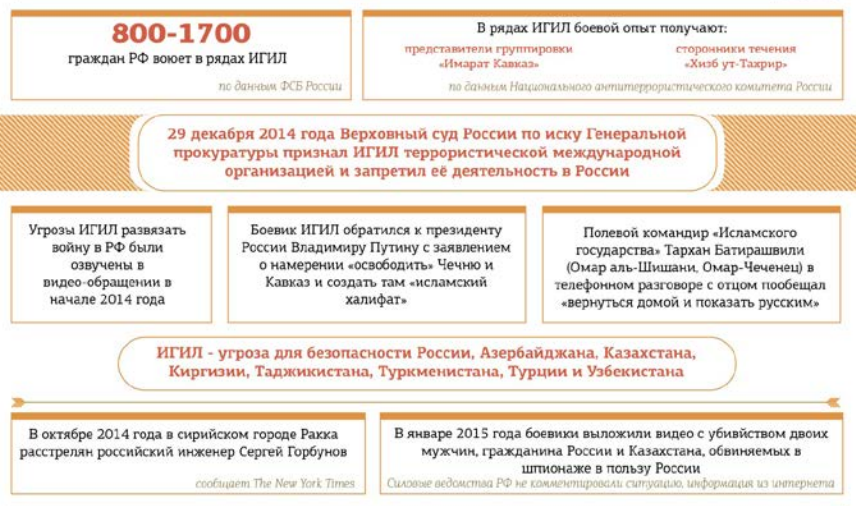 800-1700
граждан РФ воюет в рядах ИГИЛ
по данным ФСБ России
В рядах ИГИЛ боевой опыт получают:
представители группировки
«Имарат Кавказ»
сторонники течения
«Хизб ут-Тахрир»
по данным Национального антитеррористического комитета России
29 декабря 2014 года Верховный суд России по иску Генеральной
прокуратуры признал ИГИЛ террористической международной
организацией и запретил её деятельность в России
Угрозы ИГИЛ развязать
войну в РФ были
озвучены в
видео-обращении в
начале 2014 года
Боевик ИГИЛ обратился к президенту
России Владимиру Путину с заявлением
о намерении «освободить» Чечню и
Кавказ и создать там «исламский
халифат»
Полевой командир «Исламского
государства» Тархан Батирашвили
(Омар аль-Шишани, Омар-Чеченец) в
телефонном разговоре с отцом пообещал
«вернуться домой и показать русским»
ИГИЛ - угроза для безопасности России, Азербайджана, Казахстана,
Киргизии, Таджикистана, Туркменистана, Турции и Узбекистана
В октябре 2014 года в сирийском городе Ракка
расстрелян российский инженер Сергей Горбунов
сообщает The New York Times
В январе 2015 года боевики выложили видео с убийством двоих
мужчин, гражданина России и Казахстана, обвиняемых в
шпионаже в пользу России
Силовые ведомства РФ не комментировали ситуацию, информация из интернета